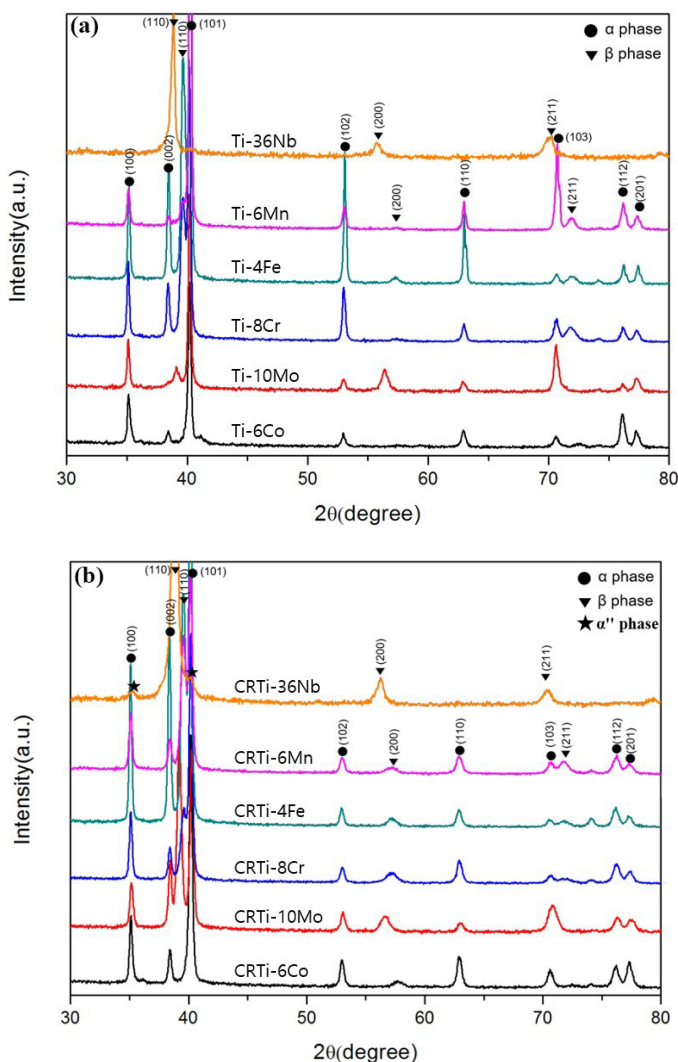 (a)
(110)
(110)
(101)
α phase
β phase
(100)
(002)
(102)
(200)
(200)
(110)
(211)
(103)
(211)
(112)
(201)
Ti-36Nb
Ti-6Mn
Ti-4Fe
Ti-8Cr
Ti-10Mo
Ti-6Co
Intensity(a.u.)
30 40 50 60 70 80
2θ(degree)
(b)
(110)
(110)
(101)
α phase
β phase
α'' phase
(100)
(002)
(200)
(211)
CRTi-36Nb
(102)
(200)
(110)
(103)
(211)
(112)
(201)
CRTi-6Mn
CRTi-4Fe
CRTi-8Cr
CRTi-10Mo
CRTi-6Co
Intensity(a.u.)
30 40 50 60 70 80
2θ(degree)